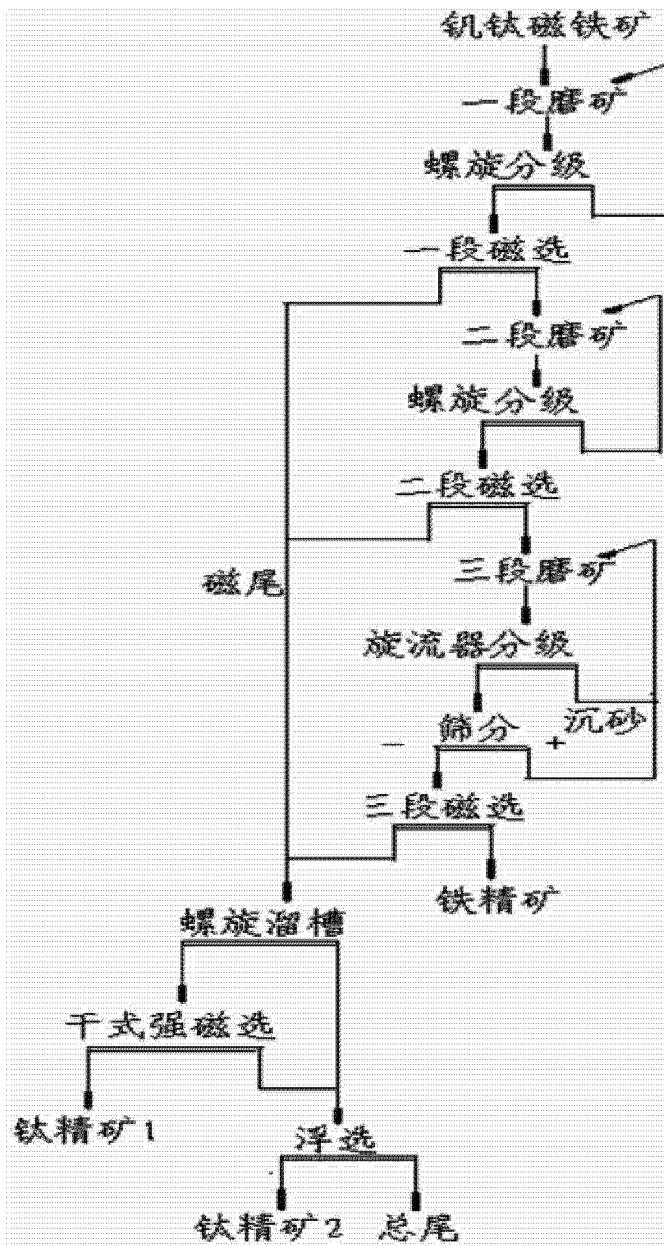 钒钛磁铁矿
一段磨矿
螺旋分级
一段磁选
二段磨矿
螺旋分级
二段磁选
磁尾
三段磨矿
旋流器分级
沉砂
- 筛分 +
三段磁选
铁精矿
螺旋溜槽
干式强磁选
钛精矿1
浮选
钛精矿2 总尾